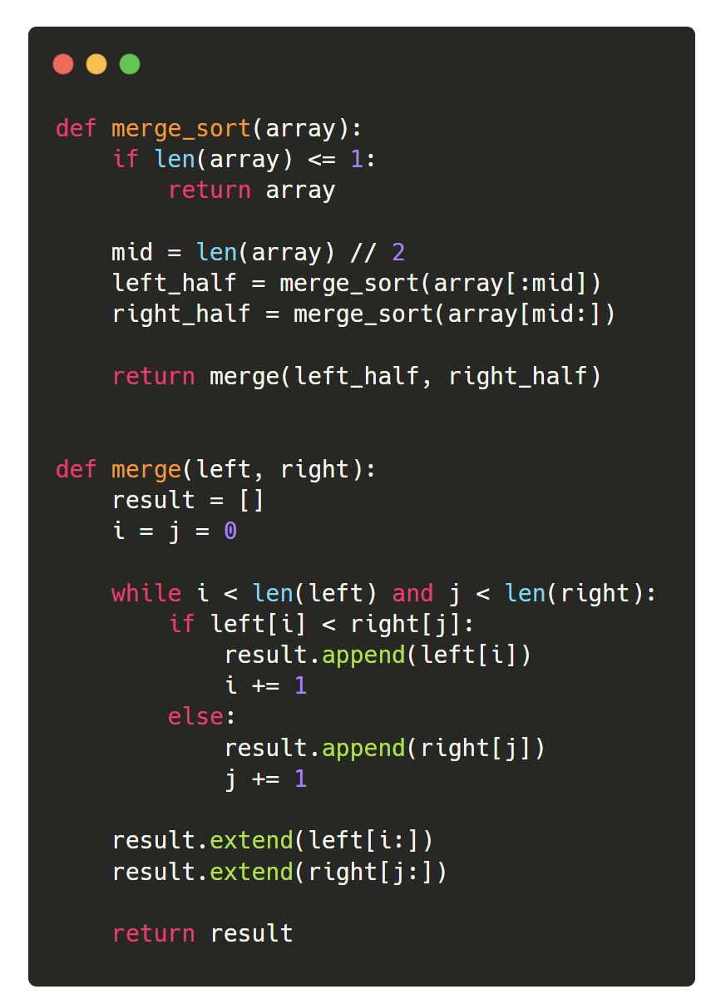 def merge_sort(array):
    if len(array) <= 1:
        return array

    mid = len(array) // 2
    left_half = merge_sort(array[:mid])
    right_half = merge_sort(array[mid:])

    return merge(left_half, right_half)


def merge(left, right):
    result = []
    i = j = 0

    while i < len(left) and j < len(right):
        if left[i] < right[j]:
            result.append(left[i])
            i += 1
        else:
            result.append(right[j])
            j += 1

    result.extend(left[i:])
    result.extend(right[j:])

    return result